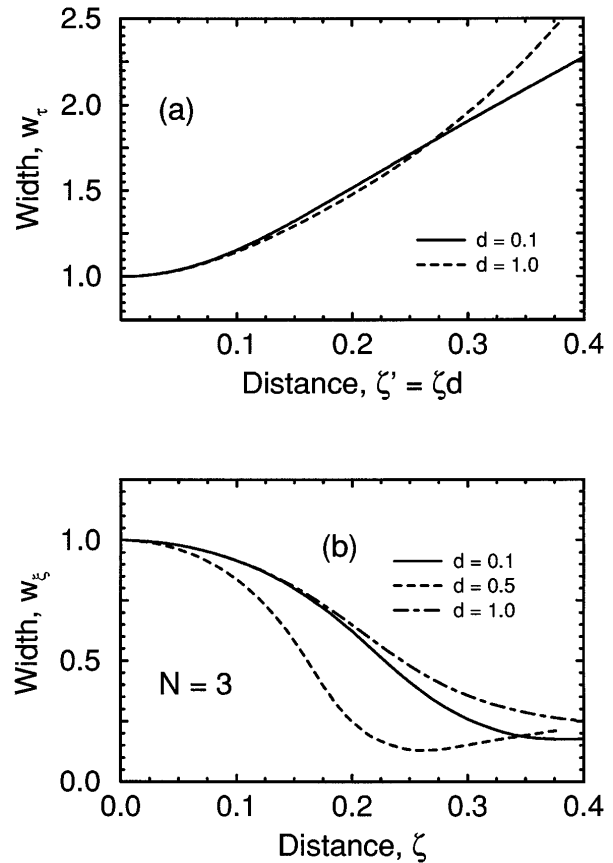 2.5
2.0
1.5
1.0
Width, w_τ
(a)
d = 0.1
d = 1.0
0.1 0.2 0.3 0.4
Distance, ζ' = ζd
1.0
0.5
0.0
Width, w_ξ
(b)
d = 0.1
d = 0.5
d = 1.0
N = 3
0.0 0.1 0.2 0.3 0.4
Distance, ζ